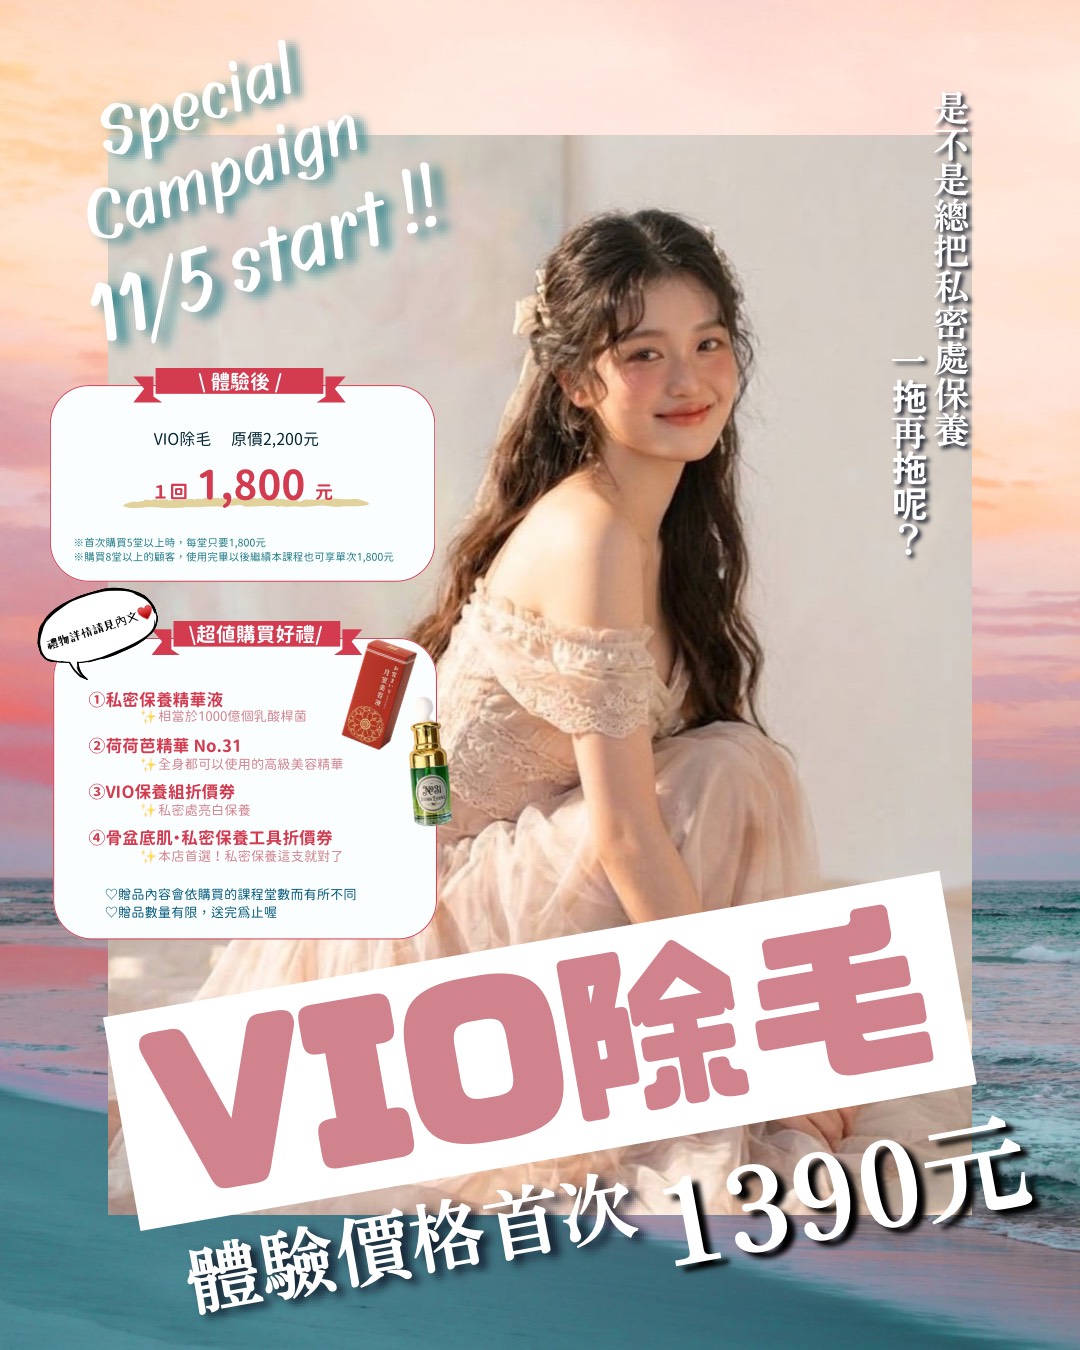 Special
Campaign
11/5 start !!
是不是總把私密處保養
一拖再拖呢？
\ 體驗後 /
VIO除毛 原價2,200元
1回 1,800 元
※首次購買5堂以上時，每堂只要1,800元
※購買8堂以上的顧客，使用完畢以後繼續本課程也可享單次1,800元
禮物詳情請見內文❤️
\超值購買好禮/
①私密保養精華液
✨相當於1000億個乳酸桿菌
②荷荷芭精華 No.31
✨全身都可以使用的高級美容精華
③VIO保養組折價券
✨私密處亮白保養
④骨盆底肌・私密保養工具折價券
✨本店首選！私密保養這支就對了
♡贈品內容會依購買的課程堂數而有所不同
♡贈品數量有限，送完為止喔
月美容液
No31
VIO除毛
體驗價格首次 1390元